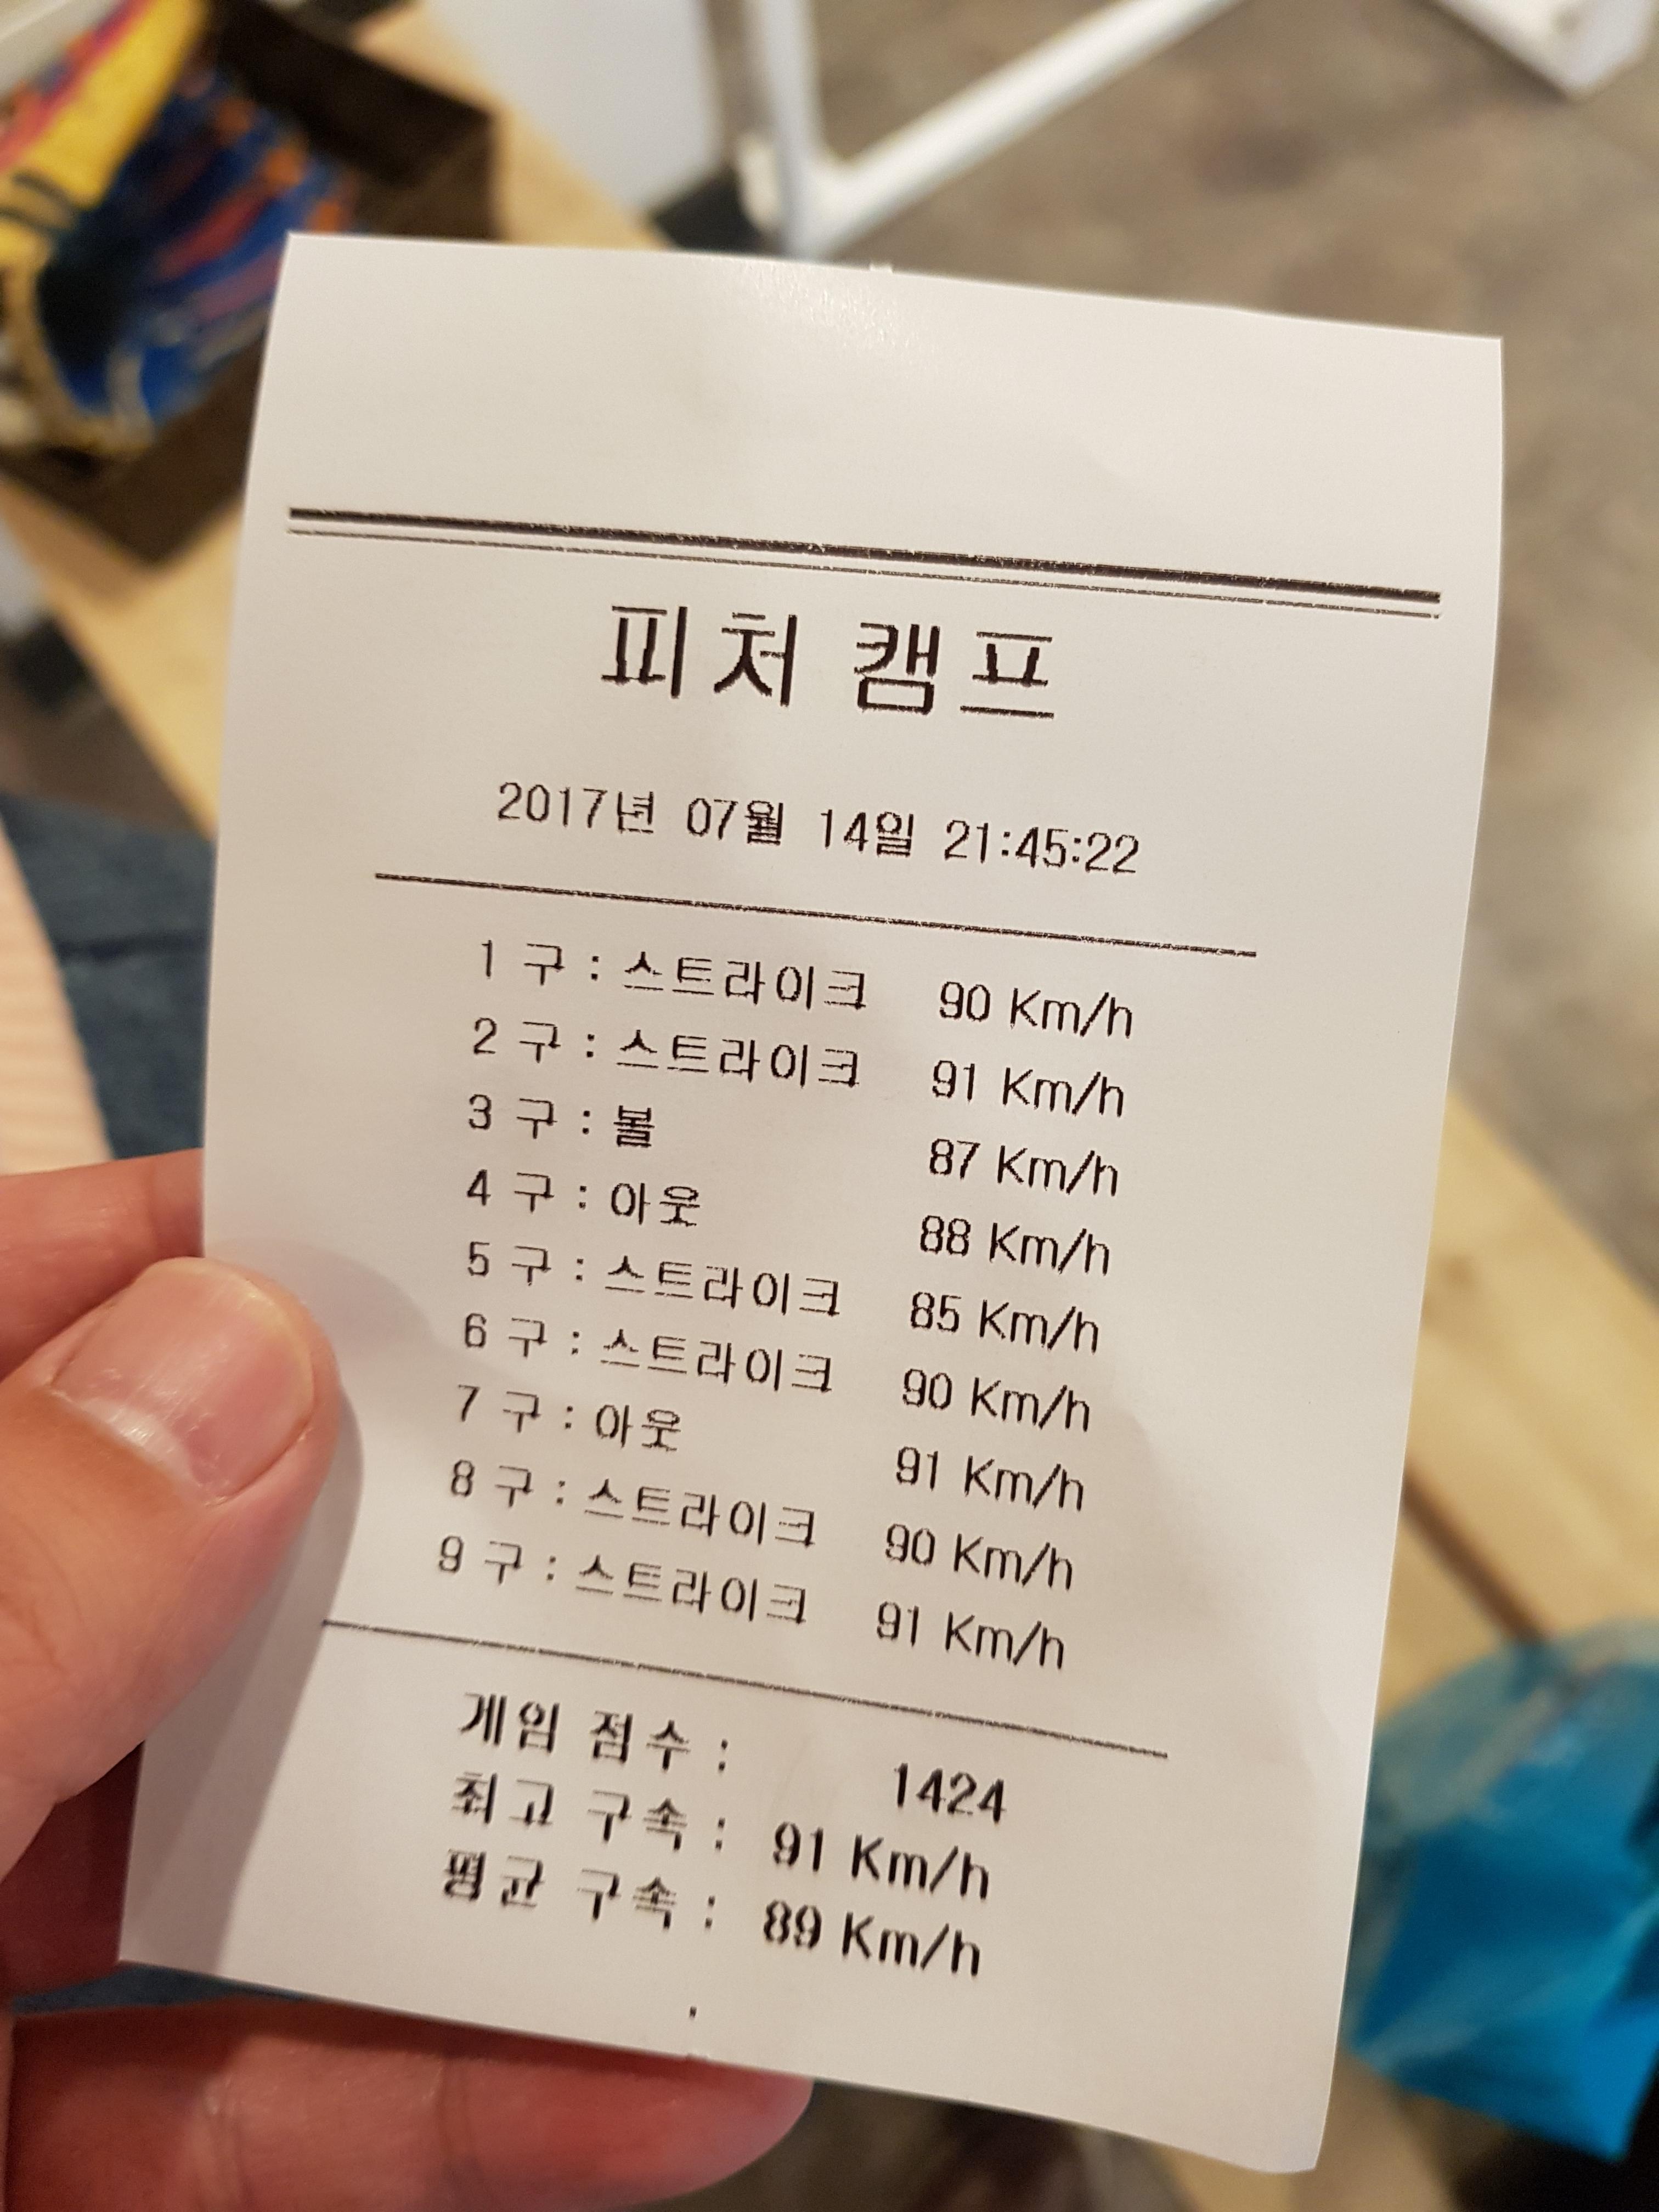 피처 캠프
2017년 07월 14일 21:45:22
1 구 : 스트라이크 90 Km/h
2 구 : 스트라이크 91 Km/h
3 구 : 볼 87 Km/h
4 구 : 아웃 88 Km/h
5 구 : 스트라이크 85 Km/h
6 구 : 스트라이크 90 Km/h
7 구 : 아웃 91 Km/h
8 구 : 스트라이크 90 Km/h
9 구 : 스트라이크 91 Km/h
게임 점수 : 1424
최고 구속 : 91 Km/h
평균 구속 : 89 Km/h
.